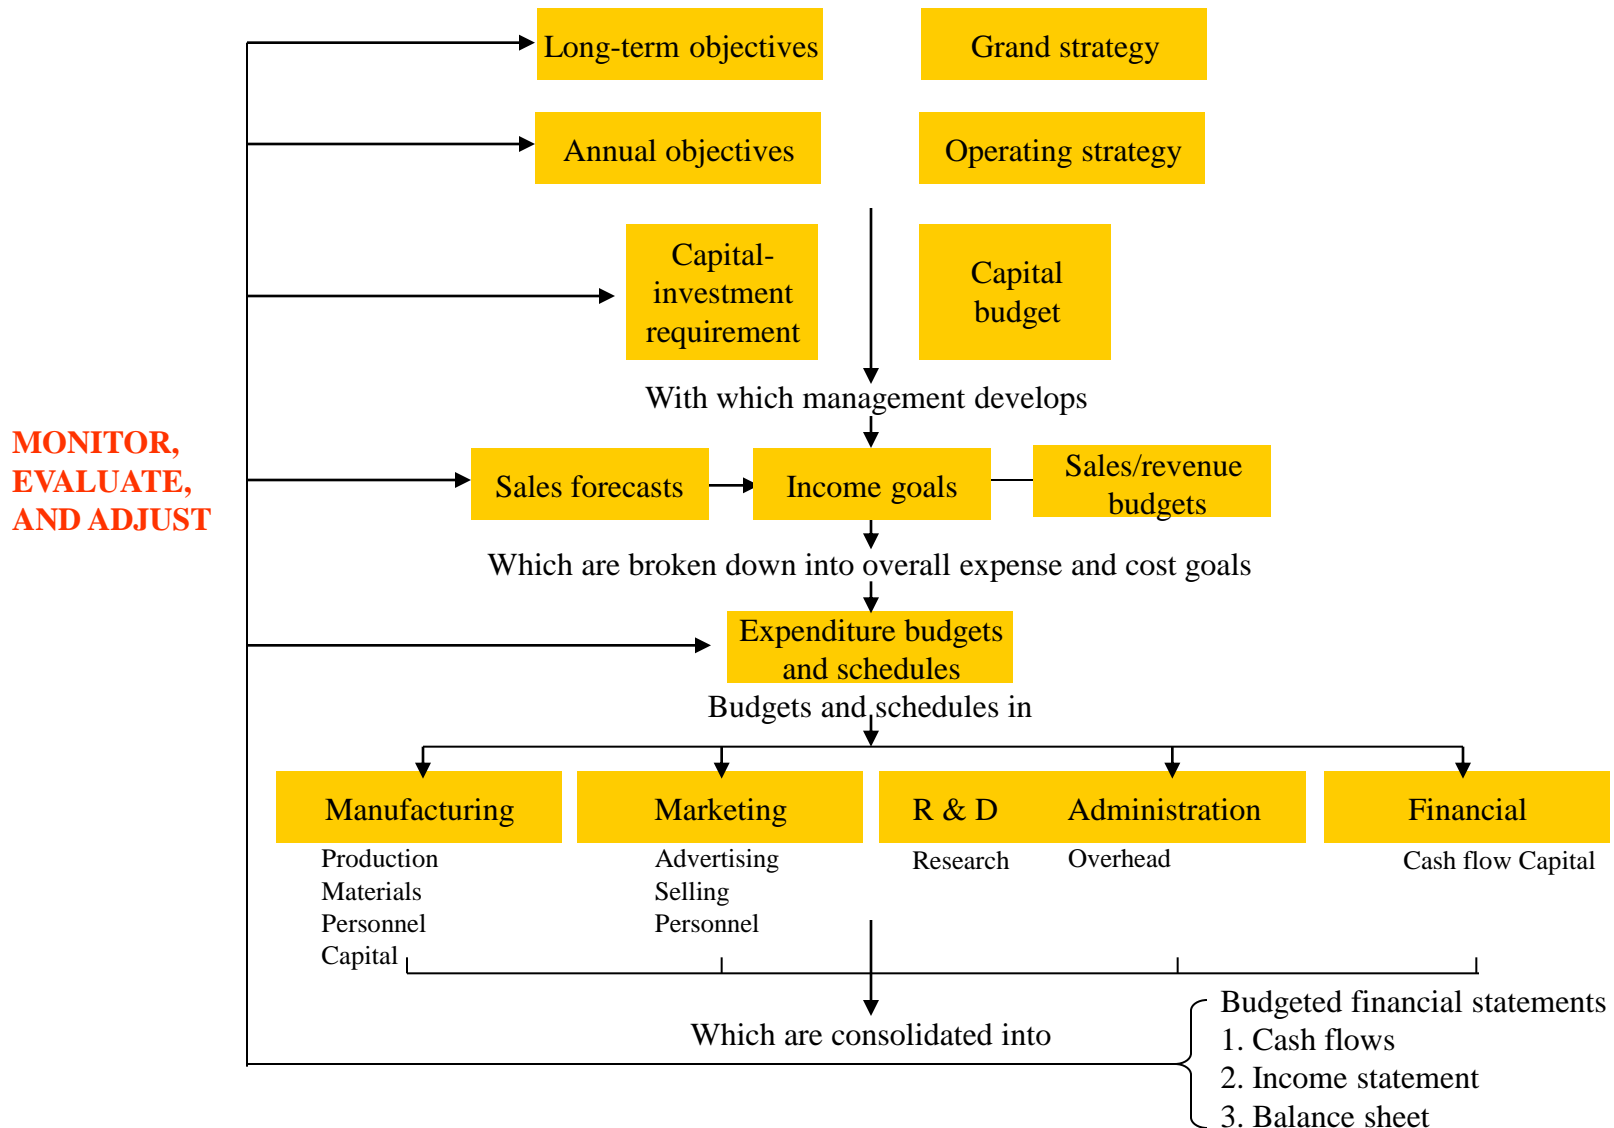 Long-term objectives
Grand strategy
Annual objectives
Operating strategy
Capital-
investment
requirement
Capital
budget
With which management develops
MONITOR,
EVALUATE,
AND ADJUST
Sales forecasts
Income goals
Sales/revenue
budgets
Which are broken down into overall expense and cost goals
Expenditure budgets
and schedules
Budgets and schedules in
Manufacturing
Production
Materials
Personnel
Capital
Marketing
Advertising
Selling
Personnel
R & D
Research
Administration
Overhead
Financial
Cash flow Capital
Which are consolidated into
Budgeted financial statements
1. Cash flows
2. Income statement
3. Balance sheet